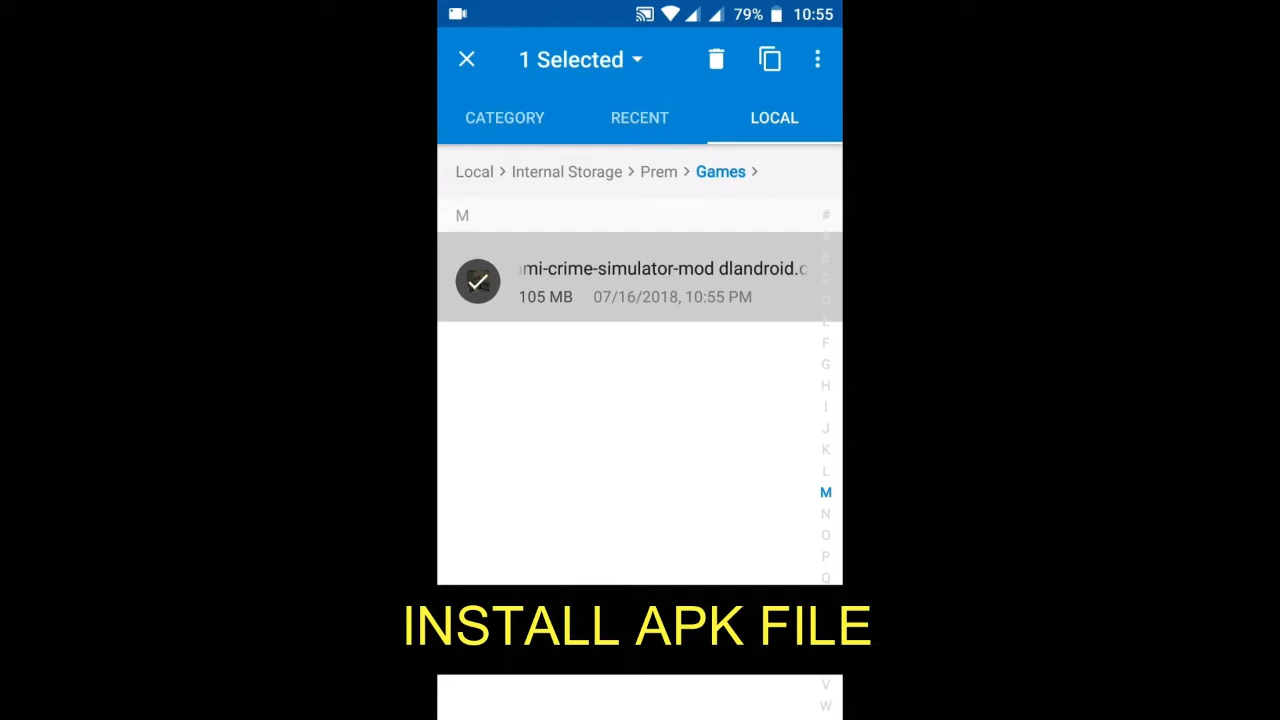 79% 10:55
1 Selected
CATEGORY RECENT LOCAL
Local > Internal Storage > Prem > Games >
M
#
A
B
C
D
E
mi-crime-simulator-mod dlandroid.c
105 MB 07/16/2018, 10:55 PM
F
G
H
I
J
K
L
M
N
O
P
Q
INSTALL APK FILE
V
W